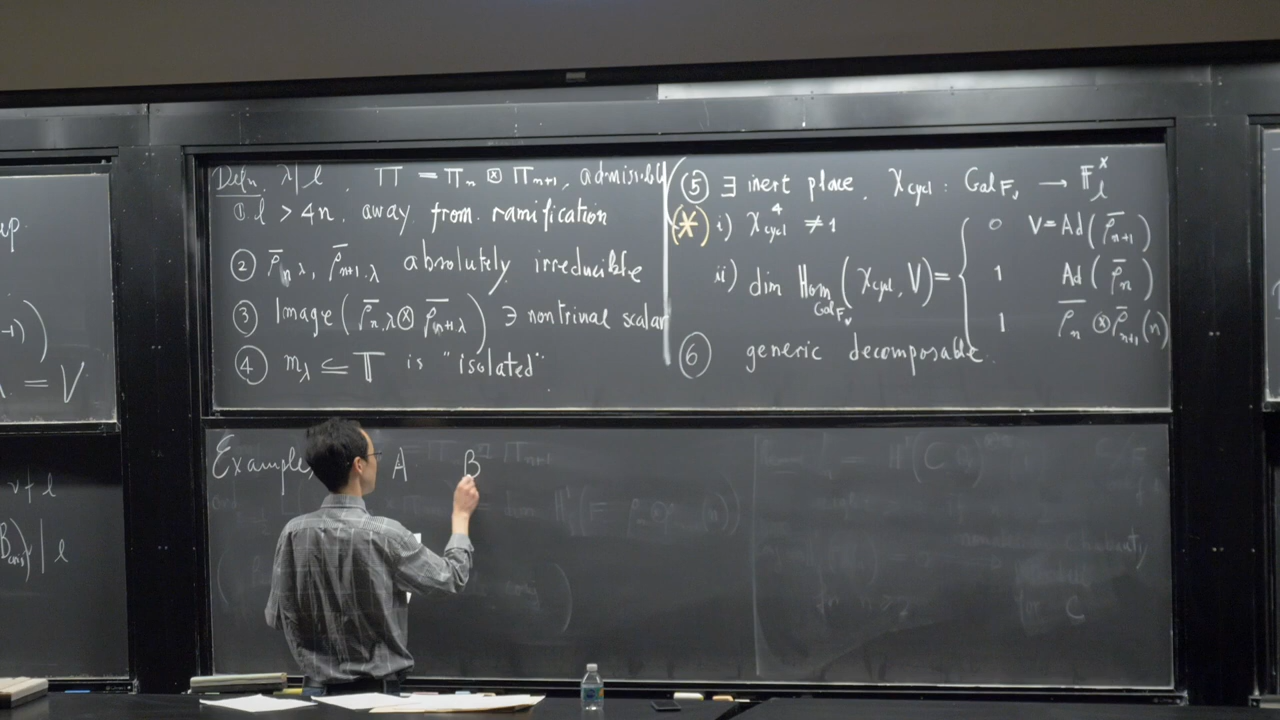 Defn. λ|l. Π = Π_n ⊠ Π_{n+1}, admissibl
① l > 4n, away from ramification
② ρ̄_{n,λ}, ρ̄_{n+1,λ} absolutely irreducible
③ Image(ρ̄_{n,λ} ⊗ ρ̄_{n+1,λ}) ∋ nontrivial scalar
④ m_λ ⊆ 𝕋 is "isolated"
⑤ ∃ inert place, χ_cycl : Gal_{F_v} → 𝔽_l^×
(*) i) χ_cycl^4 ≠ 1
ii) dim Hom_{Gal_{F_v}}(χ_cycl, V) = { 0 V = Ad(ρ̄_{n+1})
1 Ad(ρ̄_n)
1 ρ̄_n ⊗ ρ̄_{n+1}(n)
⑥ generic decomposable.
Example, A B
-1)
= V
v∤l
l